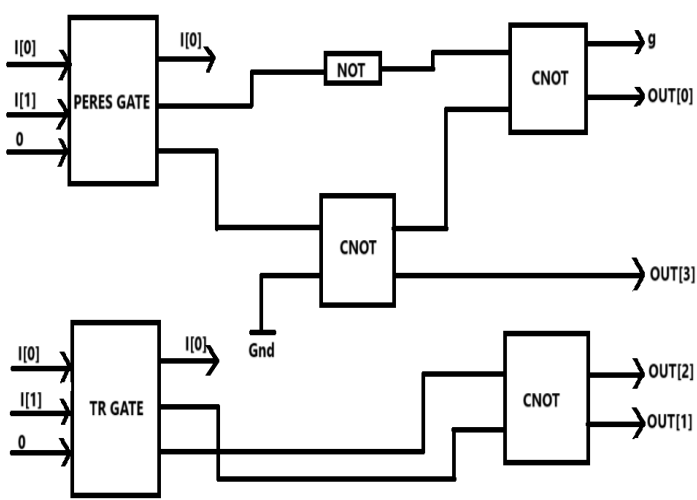 I[0]
I[0]
g
NOT
CNOT
I[1]
PERES GATE
OUT[0]
0
CNOT
OUT[3]
Gnd
I[0]
I[0]
OUT[2]
I[1]
TR GATE
CNOT
OUT[1]
0